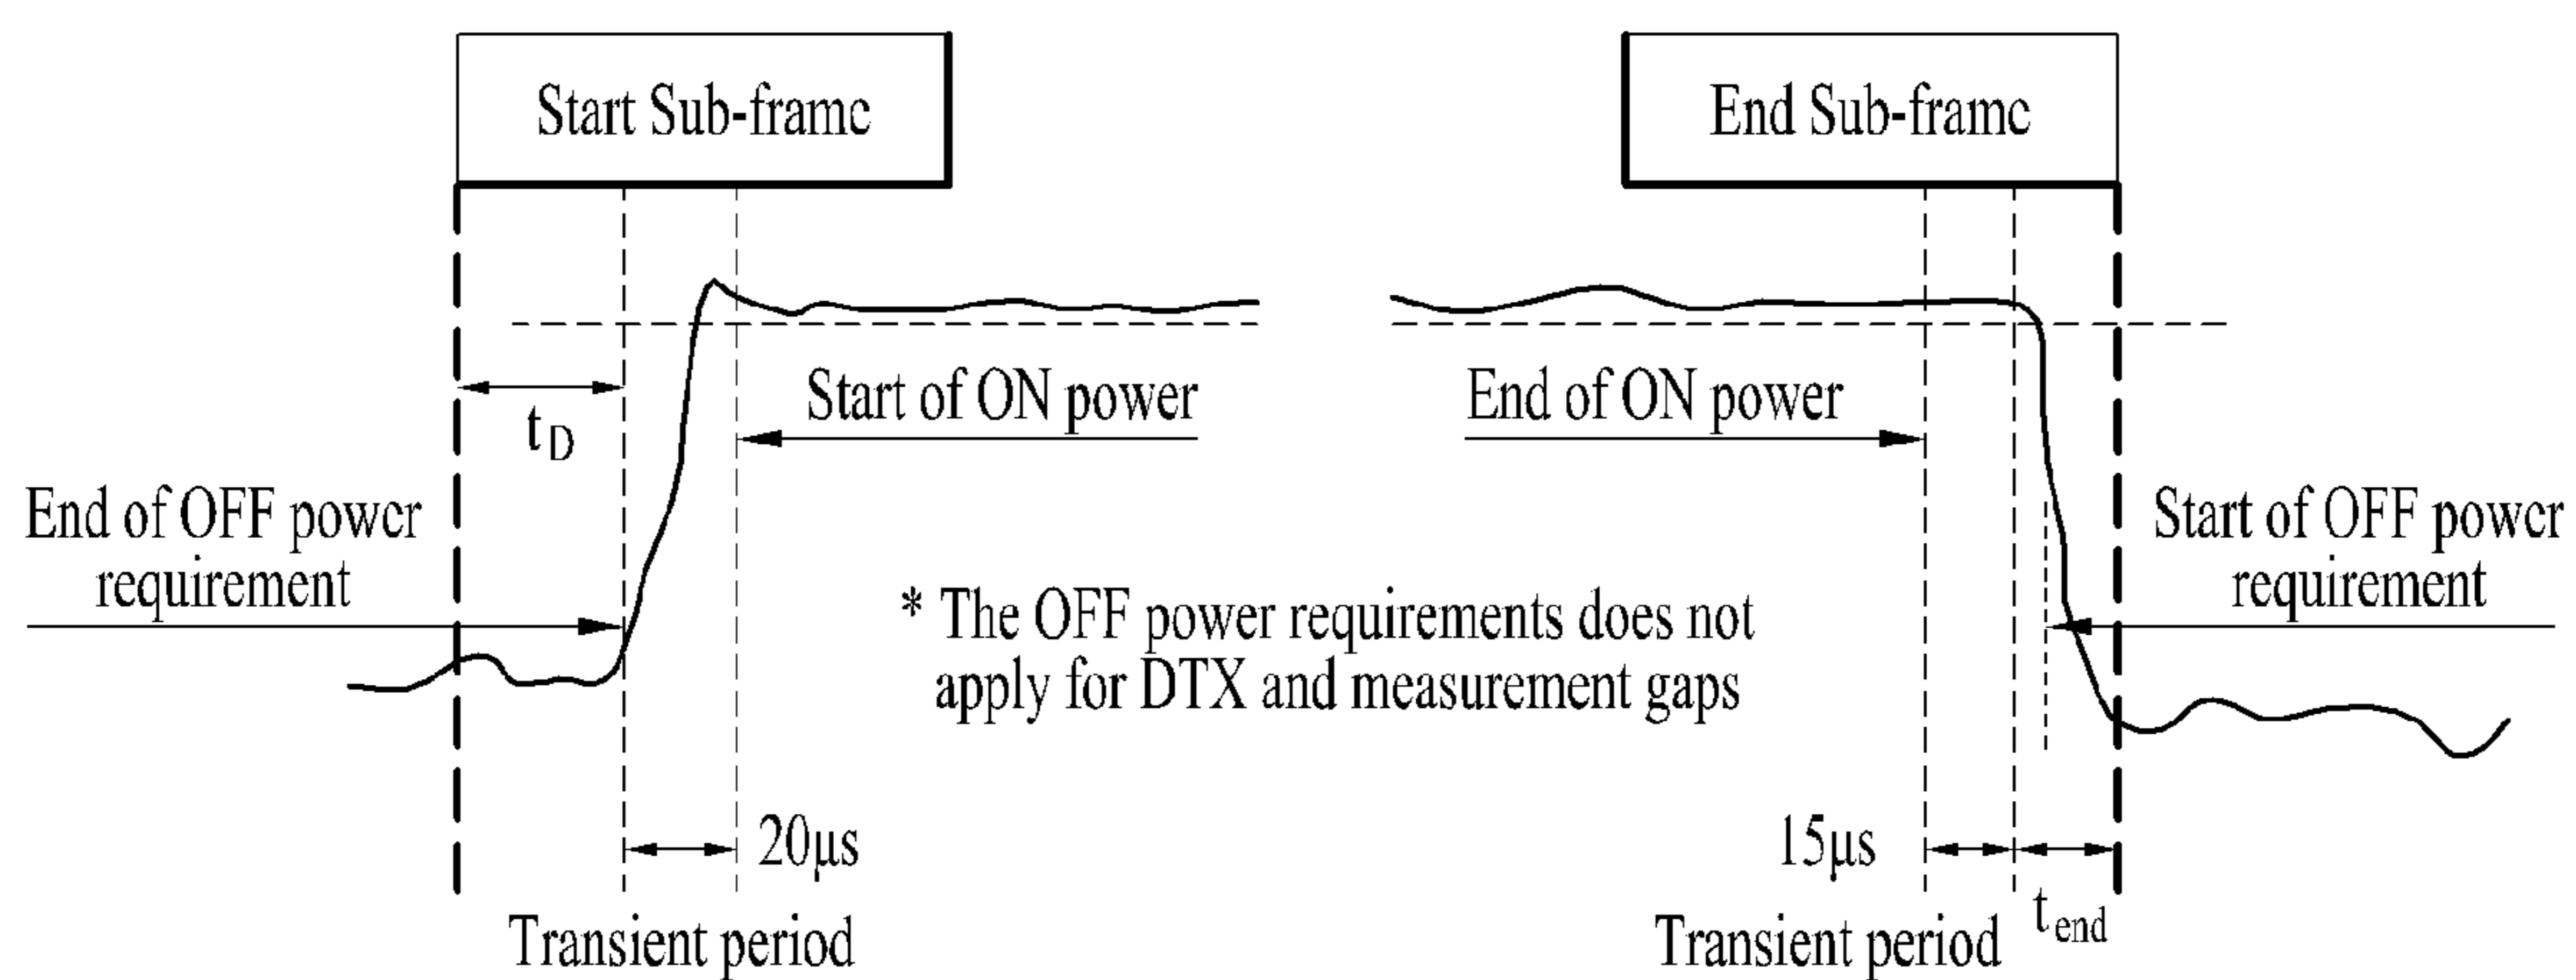 Start Sub-frame
End Sub-frame
t_D
Start of ON power
End of ON power
End of OFF power
requirement
Start of OFF power
requirement
* The OFF power requirements does not
apply for DTX and measurement gaps
20μs
15μs
t_end
Transient period
Transient period